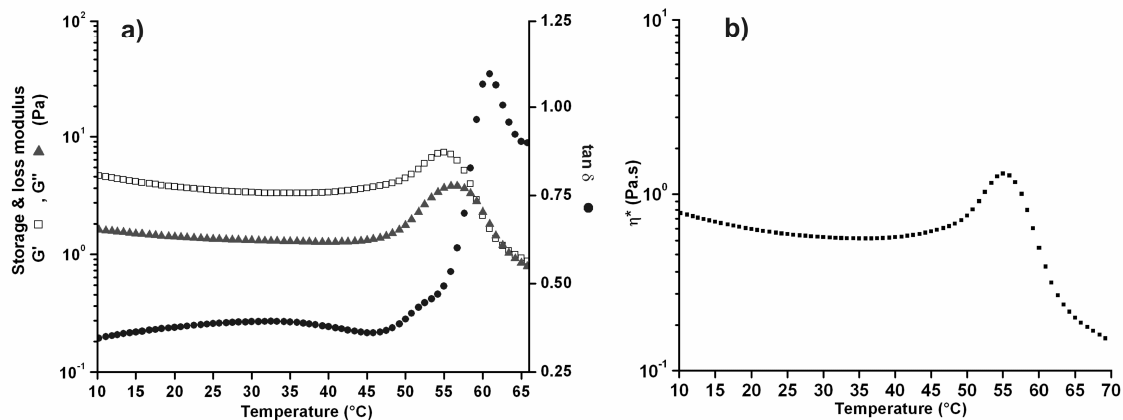 a)
10²
10¹
10⁰
10⁻¹
Storage & loss modulus
G' □ , G'' ▲ (Pa)
1.25
1.00
0.75
0.50
0.25
tan δ ●
10 15 20 25 30 35 40 45 50 55 60 65
Temperature (°C)
b)
10¹
10⁰
10⁻¹
η* (Pa.s)
10 15 20 25 30 35 40 45 50 55 60 65 70
Temperature (°C)